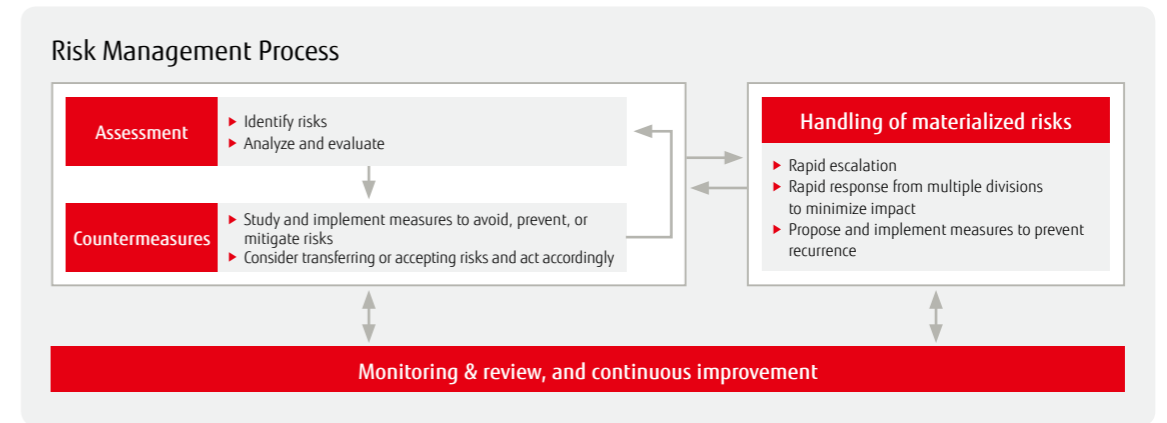 Risk Management Process
Assessment
▶ Identify risks
▶ Analyze and evaluate
Countermeasures
▶ Study and implement measures to avoid, prevent, or
mitigate risks
▶ Consider transferring or accepting risks and act accordingly
Handling of materialized risks
▶ Rapid escalation
▶ Rapid response from multiple divisions
to minimize impact
▶ Propose and implement measures to prevent
recurrence
Monitoring & review, and continuous improvement